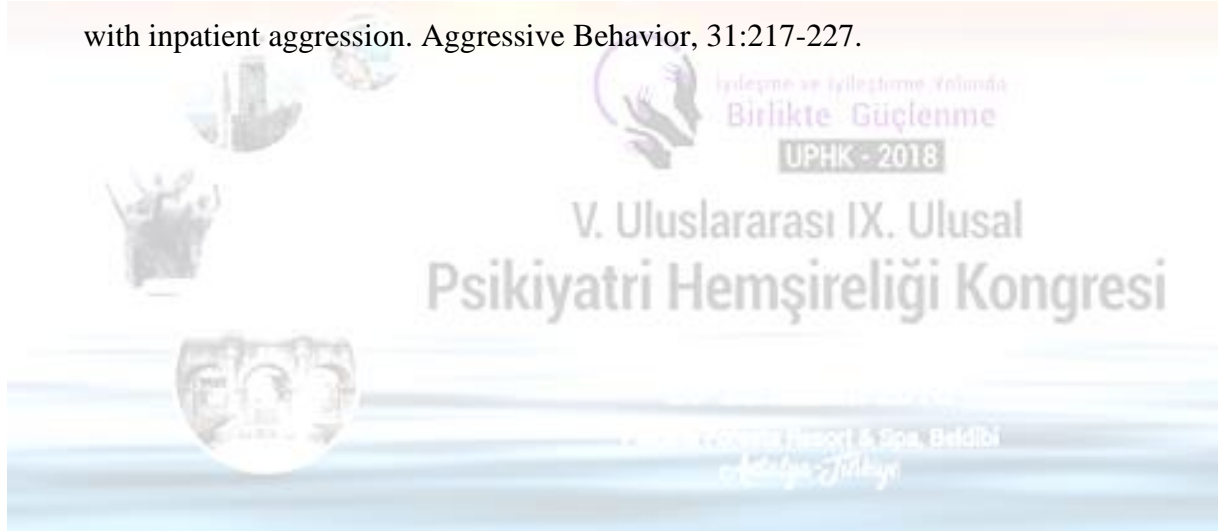 with inpatient aggression. Aggressive Behavior, 31:217-227.
İyileşme ve İyileştirme Yolunda
Birlikte Güçlenme
UPHK - 2018
V. Uluslararası IX. Ulusal
Psikiyatri Hemşireliği Kongresi
Resort & Spa, Beldibi
Antalya-Türkiye